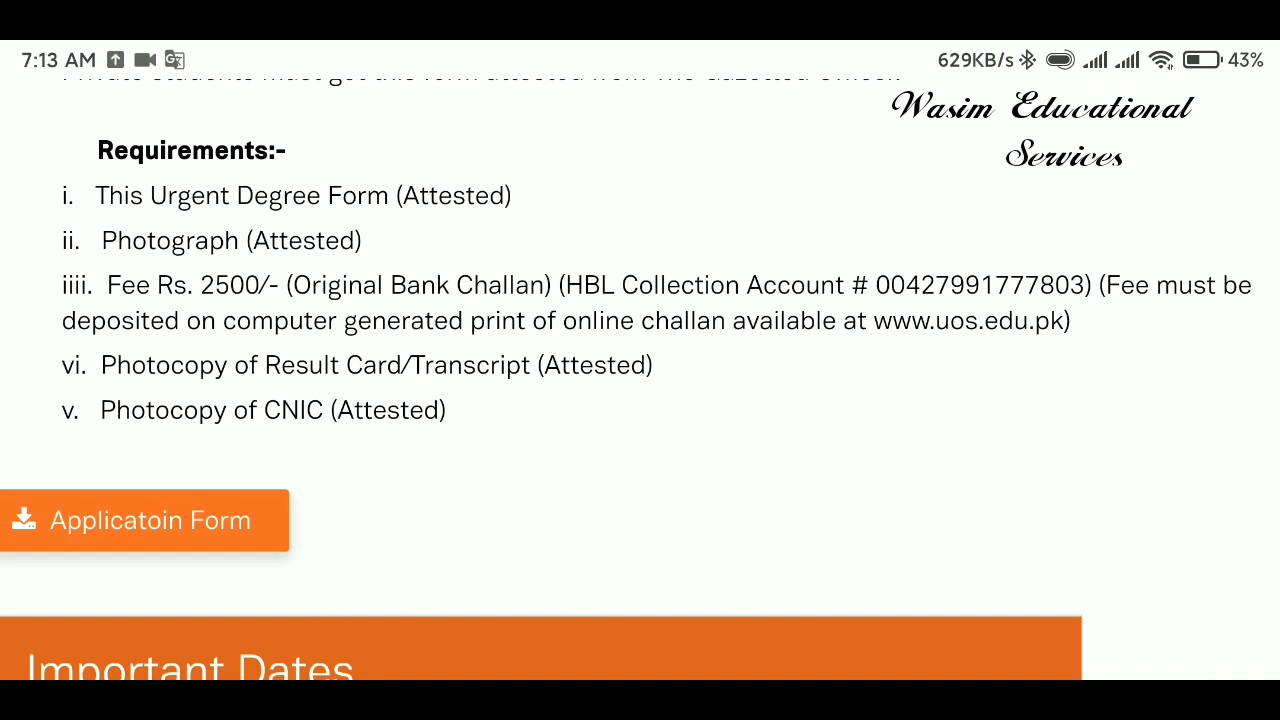 7:13 AM
629KB/s
43%
Wasim Educational
Services
Requirements:-
i. This Urgent Degree Form (Attested)
ii. Photograph (Attested)
iiii. Fee Rs. 2500/- (Original Bank Challan) (HBL Collection Account # 00427991777803) (Fee must be
deposited on computer generated print of online challan available at www.uos.edu.pk)
vi. Photocopy of Result Card/Transcript (Attested)
v. Photocopy of CNIC (Attested)
Applicatoin Form
Important Dates